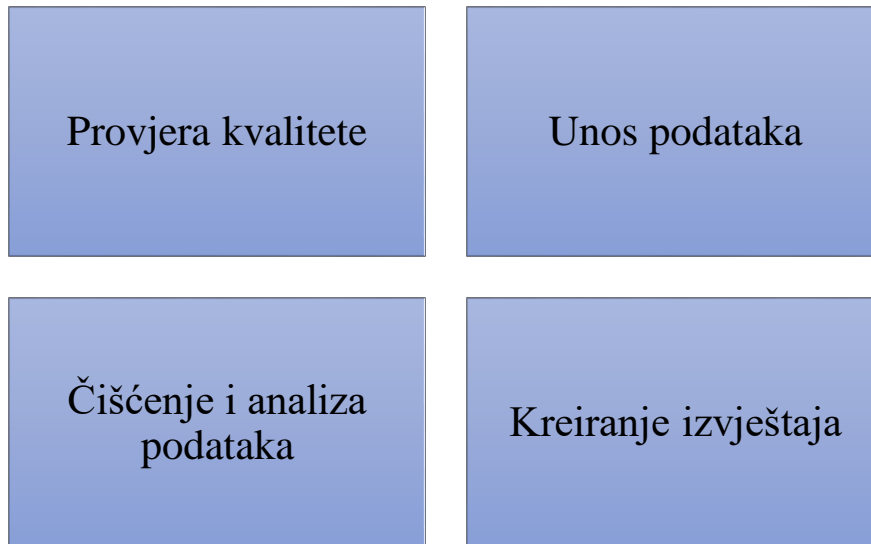 Provjera kvalitete
Unos podataka
Čišćenje i analiza
podataka
Kreiranje izvještaja